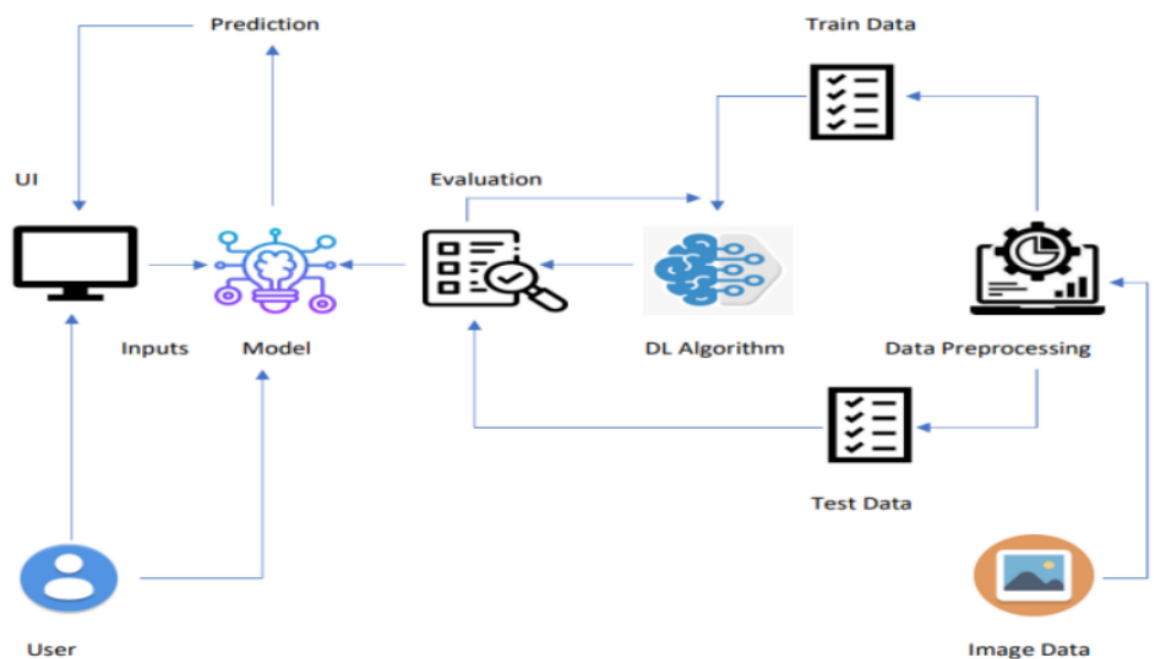 Prediction
Train Data
UI
Evaluation
Inputs
Model
DL Algorithm
Data Preprocessing
Test Data
User
Image Data